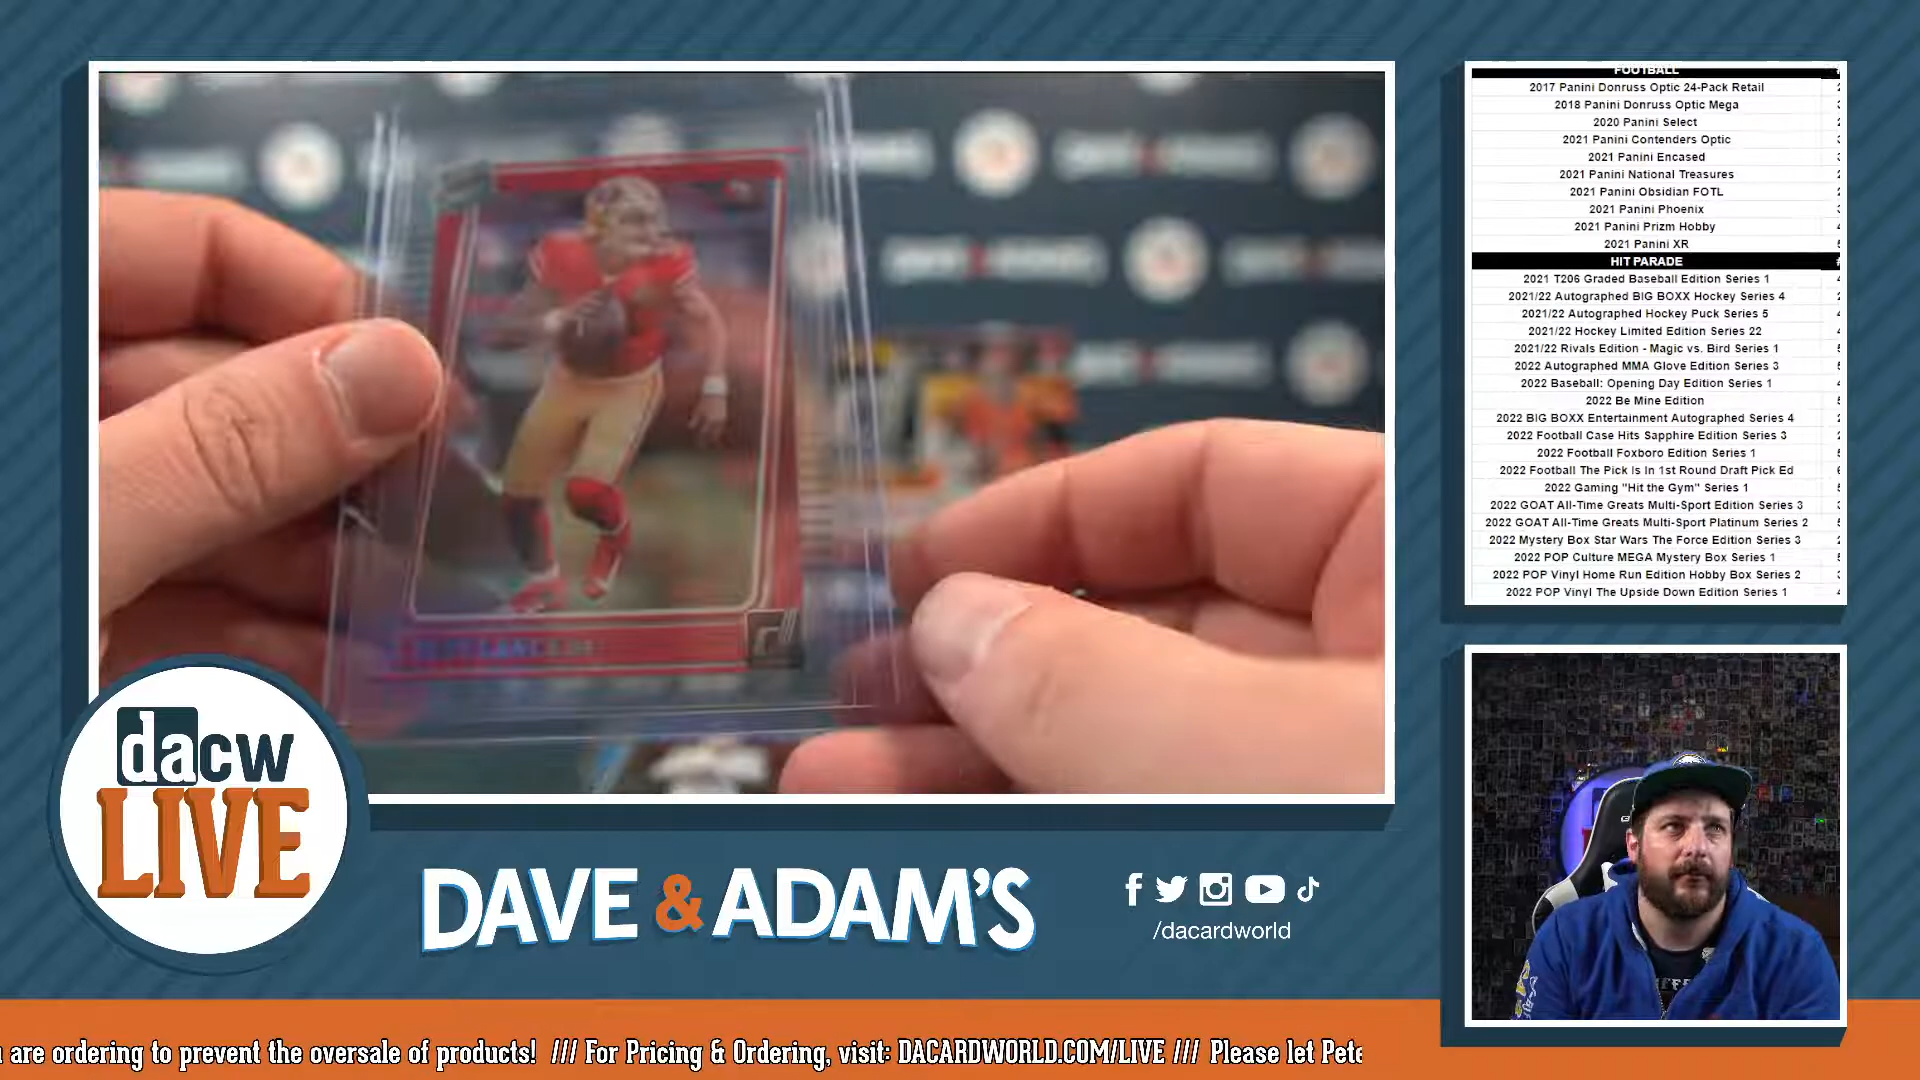 FOOTBALL
2017 Panini Donruss Optic 24-Pack Retail
2018 Panini Donruss Optic Mega
2020 Panini Select
2021 Panini Contenders Optic
2021 Panini Encased
2021 Panini National Treasures
2021 Panini Obsidian FOTL
2021 Panini Phoenix
2021 Panini Prizm Hobby
2021 Panini XR
HIT PARADE
2021 T206 Graded Baseball Edition Series 1
2021/22 Autographed BIG BOXX Hockey Series 4
2021/22 Autographed Hockey Puck Series 5
2021/22 Hockey Limited Edition Series 22
2021/22 Rivals Edition - Magic vs. Bird Series 1
2022 Autographed MMA Glove Edition Series 3
2022 Baseball: Opening Day Edition Series 1
2022 Be Mine Edition
2022 BIG BOXX Entertainment Autographed Series 4
2022 Football Case Hits Sapphire Edition Series 3
2022 Football Foxboro Edition Series 1
2022 Football The Pick Is In 1st Round Draft Pick Ed
2022 Gaming "Hit the Gym" Series 1
2022 GOAT All-Time Greats Multi-Sport Edition Series 3
2022 GOAT All-Time Greats Multi-Sport Platinum Series 2
2022 Mystery Box Star Wars The Force Edition Series 3
2022 POP Culture MEGA Mystery Box Series 1
2022 POP Vinyl Home Run Edition Hobby Box Series 2
2022 POP Vinyl The Upside Down Edition Series 1
dacw
LIVE
DAVE & ADAM'S
/dacardworld
are ordering to prevent the oversale of products! /// For Pricing & Ordering, visit: DACARDWORLD.COM/LIVE /// Please let Pete